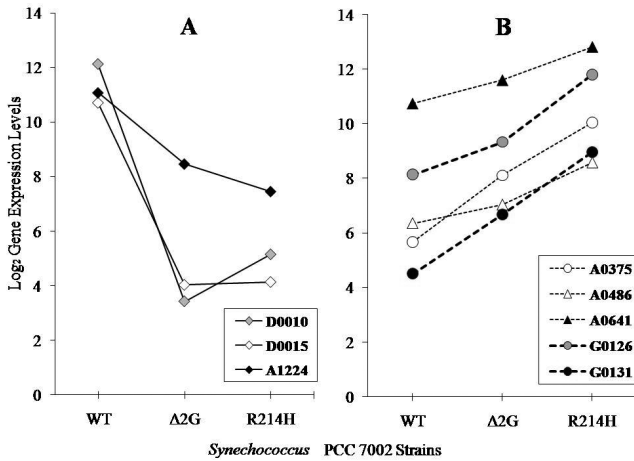 A
B
Log₂ Gene Expression Levels
14
12
10
8
6
4
2
0
WT
Δ2G
R214H
D0010
D0015
A1224
14
12
10
8
6
4
2
0
WT
Δ2G
R214H
A0375
A0486
A0641
G0126
G0131
Synechococcus PCC 7002 Strains